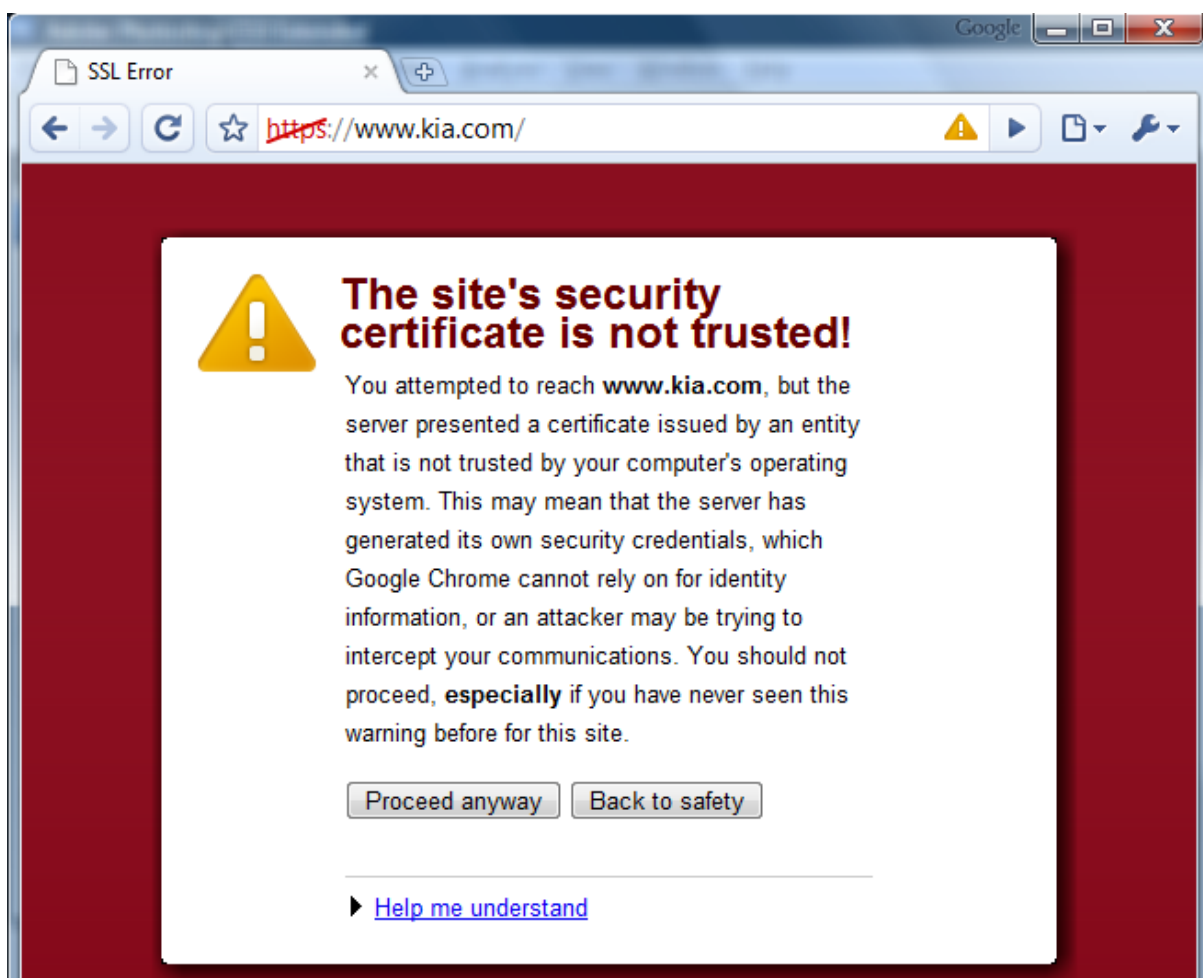 Google
SSL Error
https://www.kia.com/
The site's security
certificate is not trusted!
You attempted to reach www.kia.com, but the
server presented a certificate issued by an entity
that is not trusted by your computer's operating
system. This may mean that the server has
generated its own security credentials, which
Google Chrome cannot rely on for identity
information, or an attacker may be trying to
intercept your communications. You should not
proceed, especially if you have never seen this
warning before for this site.
Proceed anyway Back to safety
Help me understand